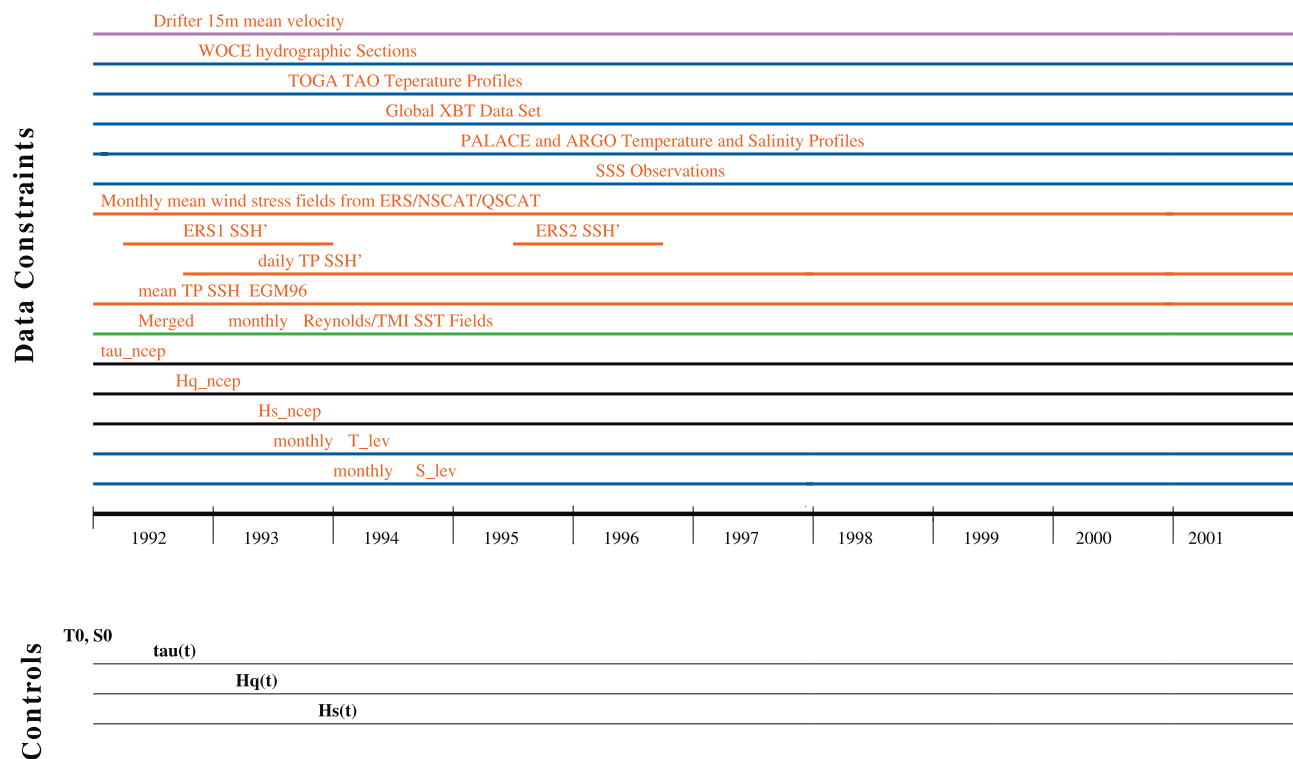 Data Constraints
Drifter 15m mean velocity
WOCE hydrographic Sections
TOGA TAO Teperature Profiles
Global XBT Data Set
PALACE and ARGO Temperature and Salinity Profiles
SSS Observations
Monthly mean wind stress fields from ERS/NSCAT/QSCAT
ERS1 SSH’ ERS2 SSH’
daily TP SSH’
mean TP SSH EGM96
Merged monthly Reynolds/TMI SST Fields
tau_ncep
Hq_ncep
Hs_ncep
monthly T_lev
monthly S_lev
1992 1993 1994 1995 1996 1997 1998 1999 2000 2001
Controls
T0, S0
tau(t)
Hq(t)
Hs(t)